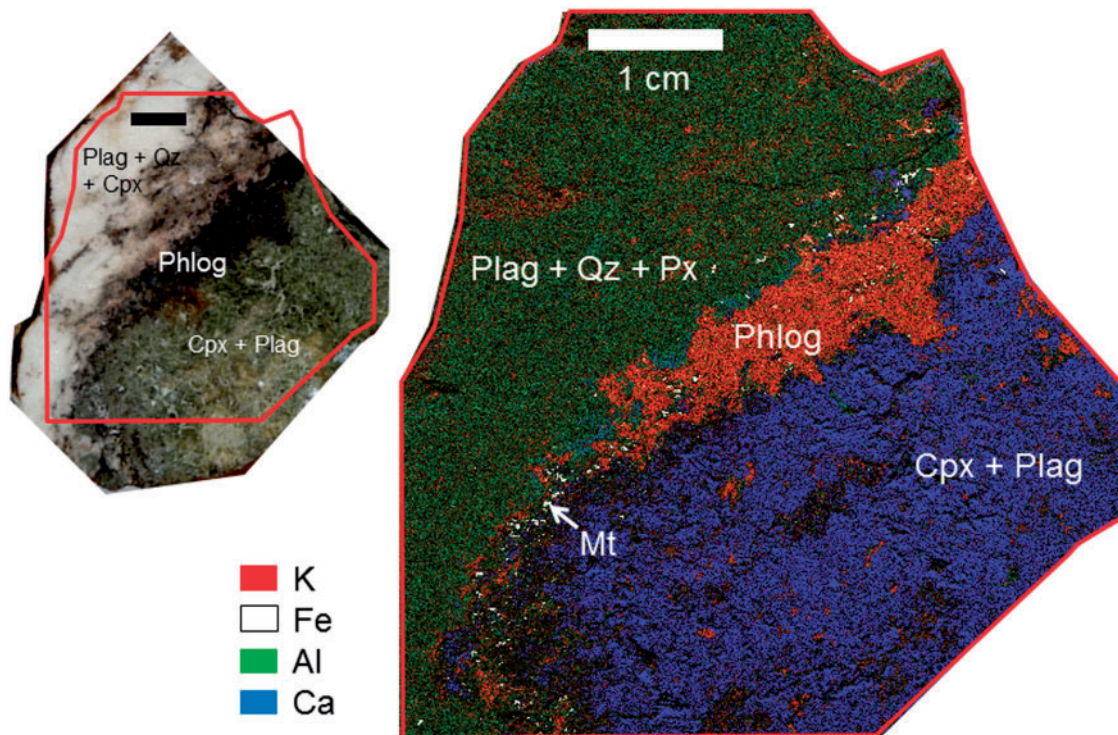 Plag + Qz
+ Cpx
Phlog
Cpx + Plag
1 cm
Plag + Qz + Px
Phlog
Cpx + Plag
Mt
K
Fe
Al
Ca